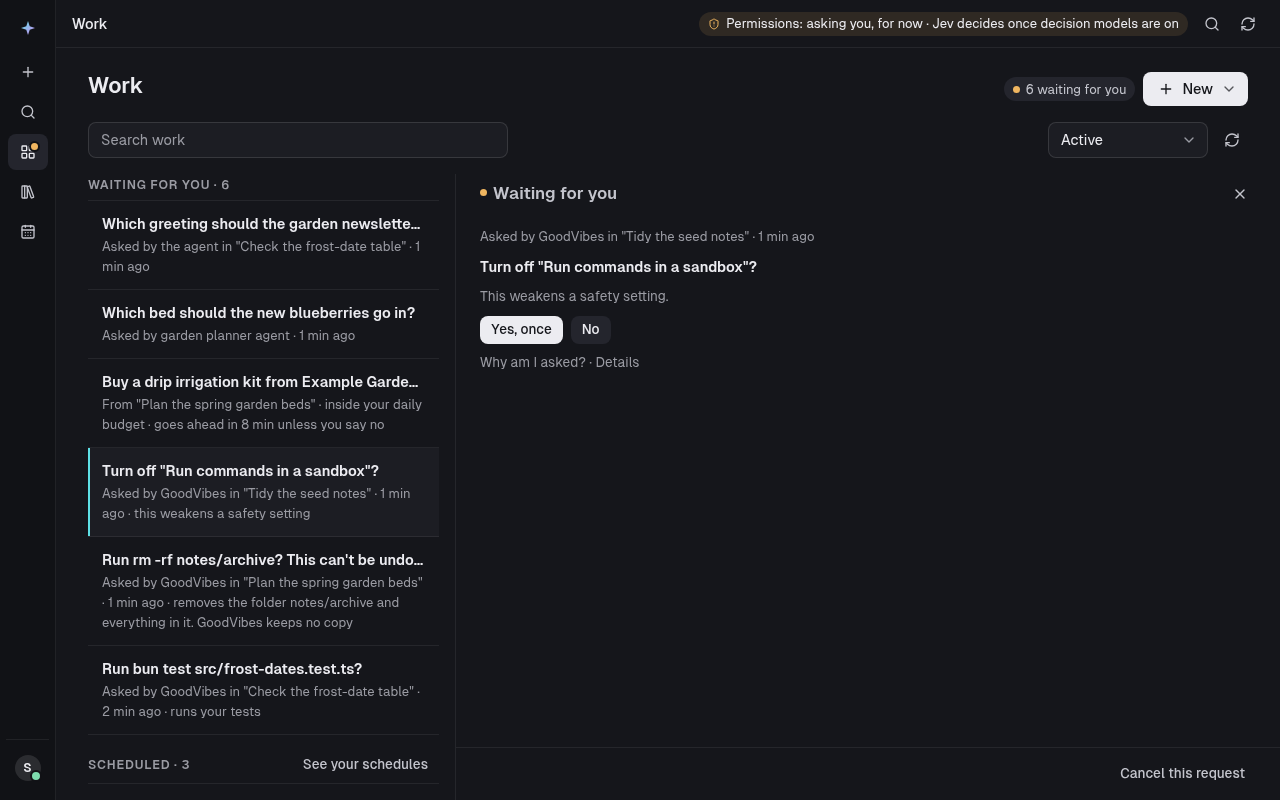 Work
Permissions: asking you, for now · Jev decides once decision models are on
Work
6 waiting for you
New
Search work
Active
WAITING FOR YOU · 6
Which greeting should the garden newslette...
Asked by the agent in "Check the frost-date table" · 1
min ago
Which bed should the new blueberries go in?
Asked by garden planner agent · 1 min ago
Buy a drip irrigation kit from Example Garde...
From "Plan the spring garden beds" · inside your daily
budget · goes ahead in 8 min unless you say no
Turn off "Run commands in a sandbox"?
Asked by GoodVibes in "Tidy the seed notes" · 1 min
ago · this weakens a safety setting
Run rm -rf notes/archive? This can't be undo...
Asked by GoodVibes in "Plan the spring garden beds"
· 1 min ago · removes the folder notes/archive and
everything in it. GoodVibes keeps no copy
Run bun test src/frost-dates.test.ts?
Asked by GoodVibes in "Check the frost-date table" ·
2 min ago · runs your tests
SCHEDULED · 3
See your schedules
Waiting for you
Asked by GoodVibes in "Tidy the seed notes" · 1 min ago
Turn off "Run commands in a sandbox"?
This weakens a safety setting.
Yes, once
No
Why am I asked? · Details
Cancel this request
S